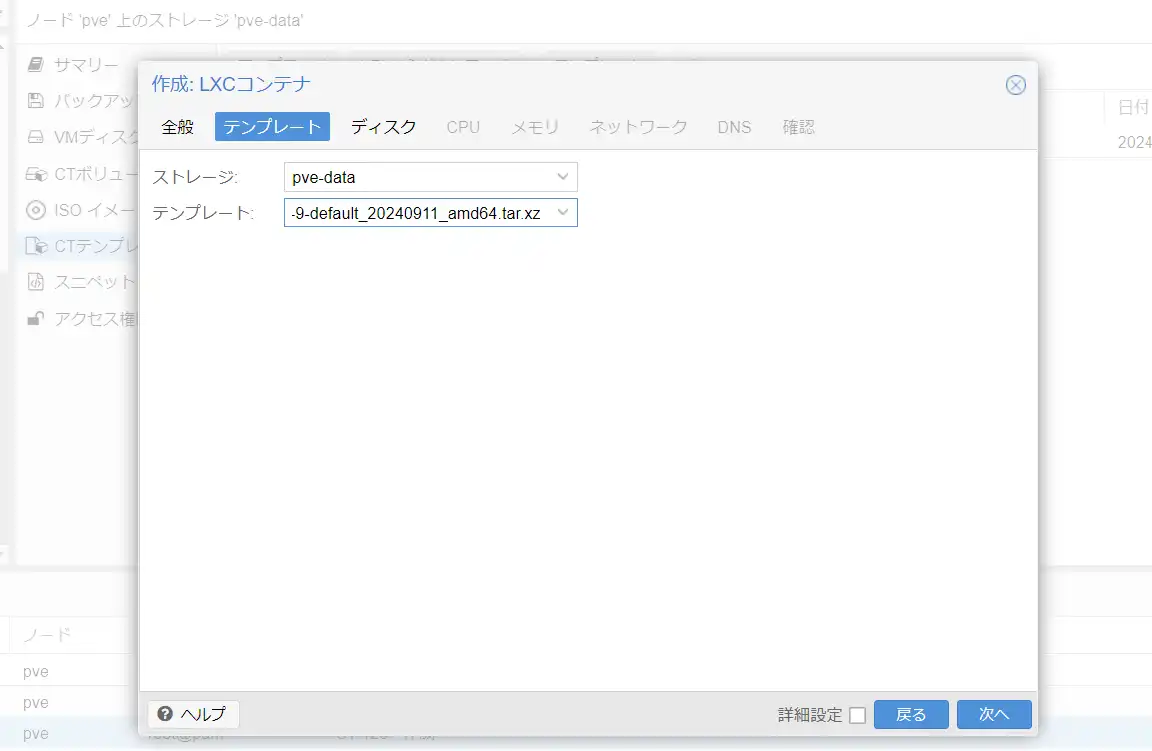 ノード 'pve' 上のストレージ 'pve-data'
サマリー
バックアップ
VMディスク
CTボリュー
ISO イメー
CTテンプレ
スニペット
アクセス権
日付
2024
作成: LXCコンテナ
全般 テンプレート ディスク CPU メモリ ネットワーク DNS 確認
ストレージ: pve-data
テンプレート: -9-default_20240911_amd64.tar.xz
ノード
pve
pve
pve
ヘルプ 詳細設定 戻る 次へ